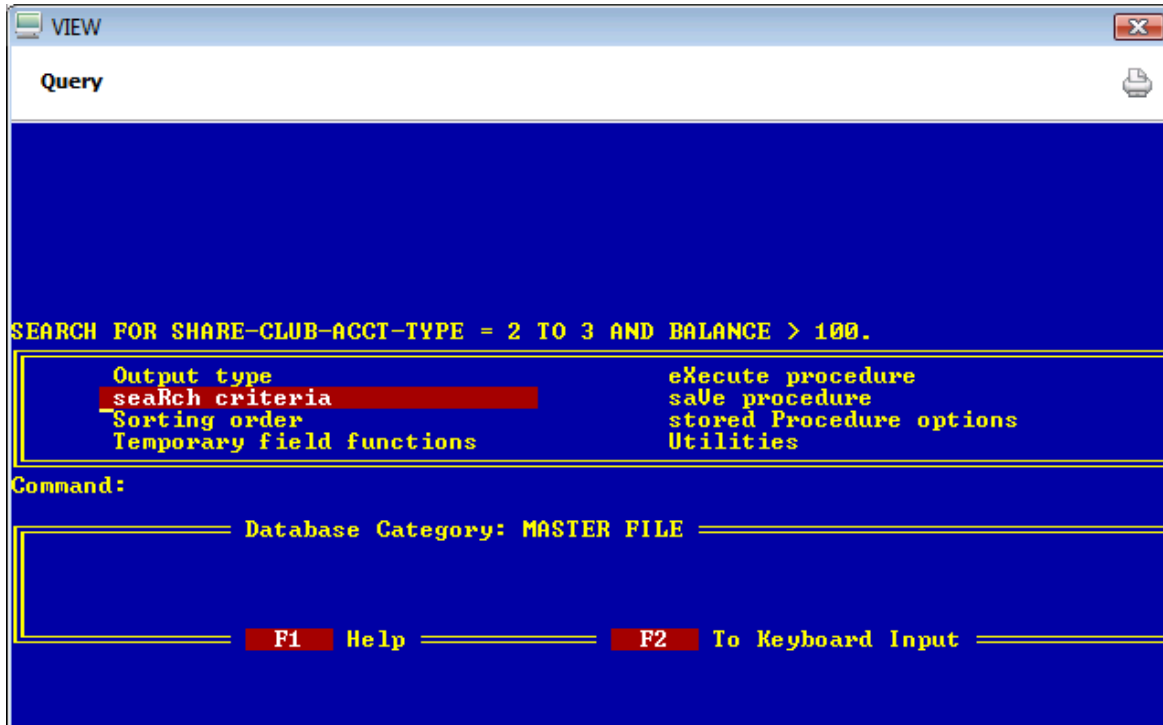 VIEW
Query
SEARCH FOR SHARE-CLUB-ACCT-TYPE = 2 TO 3 AND BALANCE > 100.
Output type eXecute procedure
seaRch criteria saVe procedure
Sorting order stored Procedure options
Temporary field functions Utilities
Command:
Database Category: MASTER FILE
F1 Help F2 To Keyboard Input